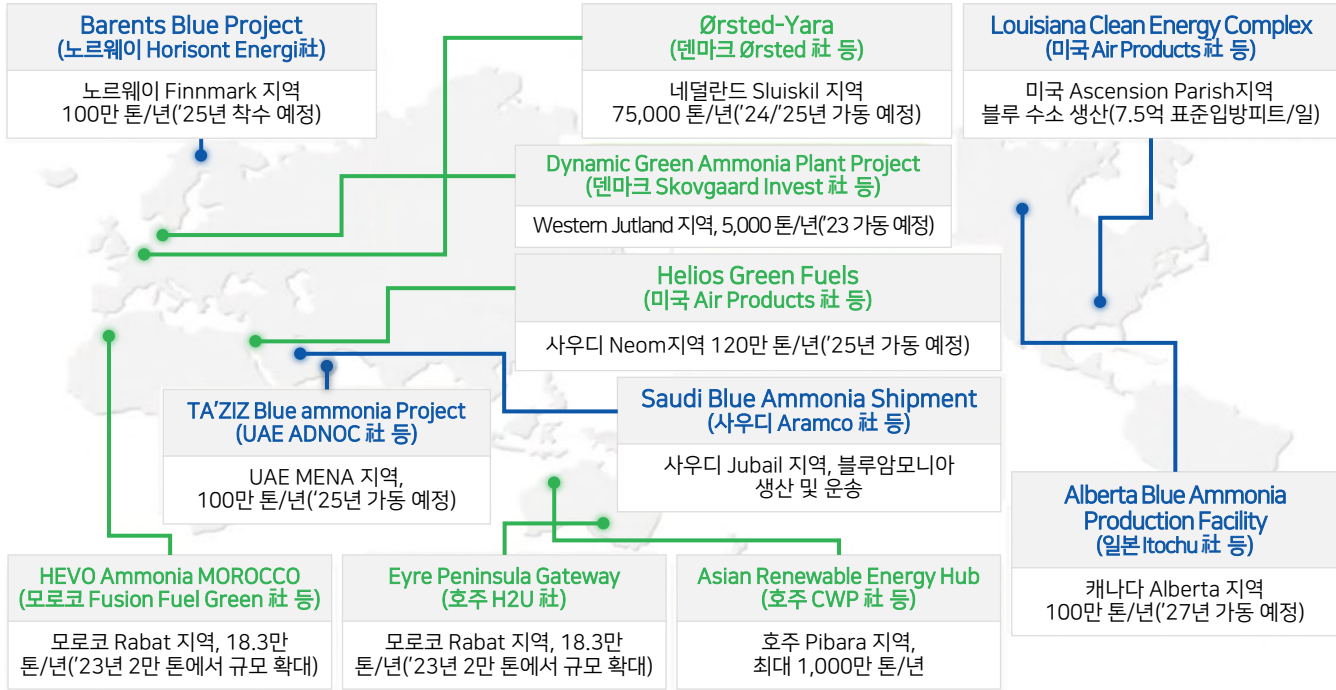 Barents Blue Project
(노르웨이 Horisont Energi社)
노르웨이 Finnmark 지역
100만 톤/년('25년 착수 예정)
Ørsted-Yara
(덴마크 Ørsted 社 등)
네덜란드 Sluiskil 지역
75,000 톤/년('24/'25년 가동 예정)
Louisiana Clean Energy Complex
(미국 Air Products 社 등)
미국 Ascension Parish지역
블루 수소 생산(7.5억 표준입방피트/일)
Dynamic Green Ammonia Plant Project
(덴마크 Skovgaard Invest 社 등)
Western Jutland 지역, 5,000 톤/년('23 가동 예정)
Helios Green Fuels
(미국 Air Products 社 등)
사우디 Neom지역 120만 톤/년('25년 가동 예정)
TA'ZIZ Blue ammonia Project
(UAE ADNOC 社 등)
UAE MENA 지역,
100만 톤/년('25년 가동 예정)
Saudi Blue Ammonia Shipment
(사우디 Aramco 社 등)
사우디 Jubail 지역, 블루암모니아
생산 및 운송
Alberta Blue Ammonia
Production Facility
(일본 Itochu 社 등)
캐나다 Alberta 지역
100만 톤/년('27년 가동 예정)
HEVO Ammonia MOROCCO
(모로코 Fusion Fuel Green 社 등)
모로코 Rabat 지역, 18.3만
톤/년('23년 2만 톤에서 규모 확대)
Eyre Peninsula Gateway
(호주 H2U 社)
모로코 Rabat 지역, 18.3만
톤/년('23년 2만 톤에서 규모 확대)
Asian Renewable Energy Hub
(호주 CWP 社 등)
호주 Pibara 지역,
최대 1,000만 톤/년